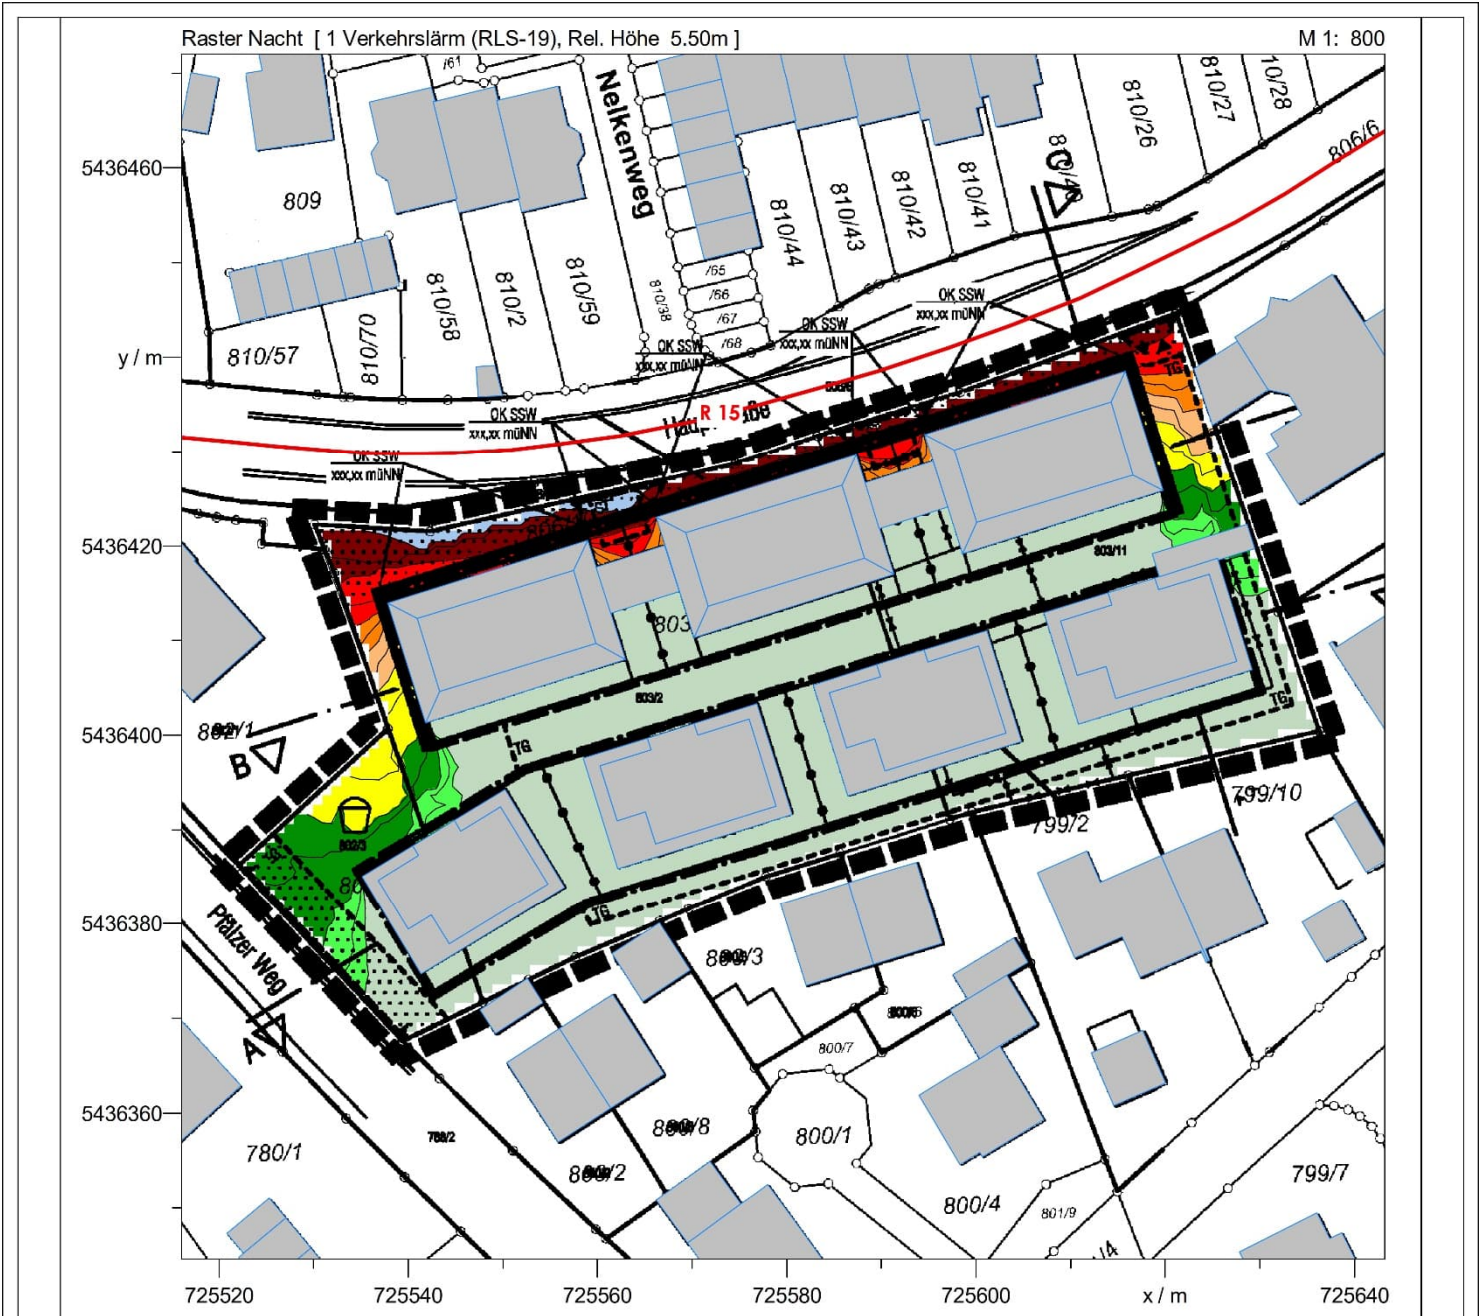 Raster Nacht [ 1 Verkehrslärm (RLS-19), Rel. Höhe 5.50m ]
M 1: 800
/61
Nelkenweg
810/26
810/27
10/28
806/6
5436460
809
C
810/44
810/43
810/42
810/41
810/58
810/2
810/59
810/38
/65
/66
/67
/68
OK SSW
xxx,xx müNN
OK SSW
xxx,xx müNN
OK SSW
xxx,xx müNN
y / m
810/57
810/70
TG
R 15
OK SSW
xxx,xx müNN
OK SSW
xxx,xx müNN
5436420
803/11
803
803/2
TG
TG
5436400
B
799/10
799/2
802/3
TG
5436380
Pfälzer Weg
800/7
A
5436360
788/2
780/1
800/1
800/4
801/9
799/7
725520
725540
725560
725580
725600
x / m
725640